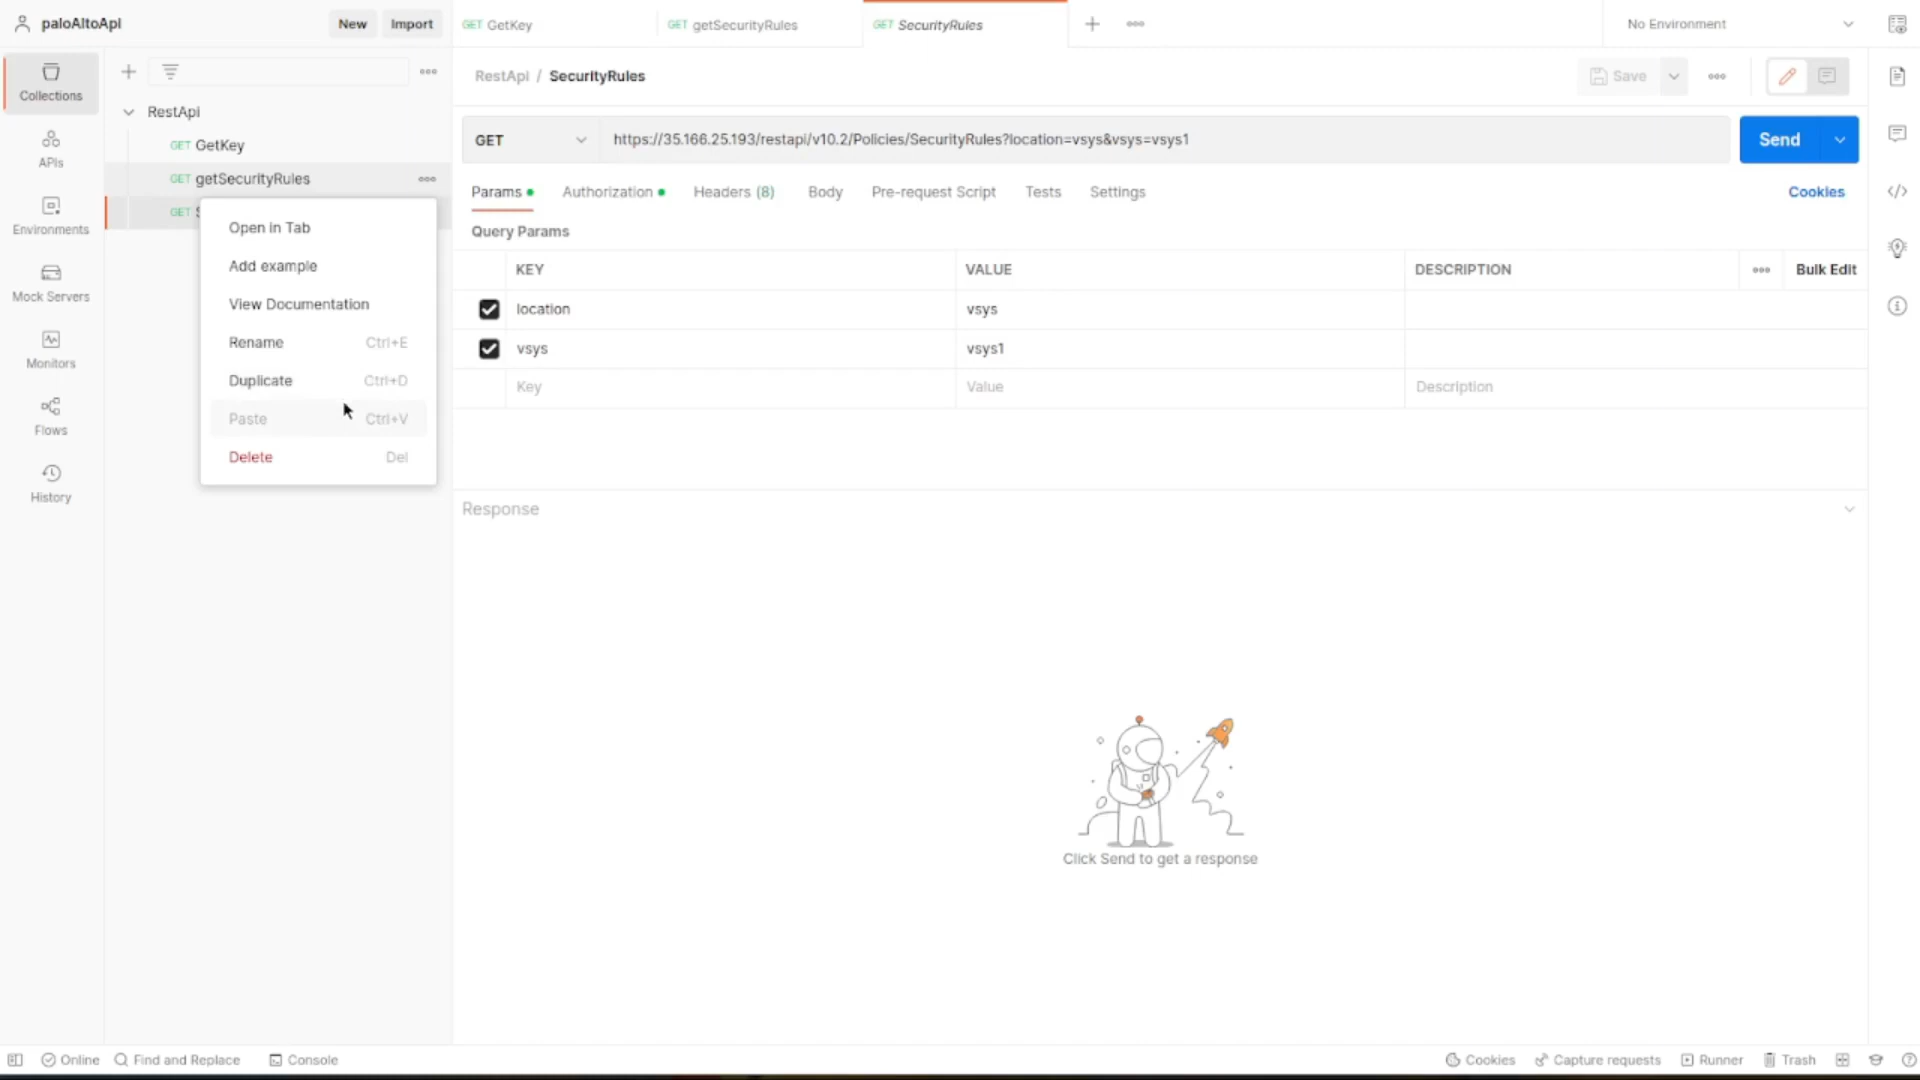 paloAltoApi
New
Import
GET GetKey
GET getSecurityRules
GET SecurityRules
No Environment
Collections
APIs
Environments
Mock Servers
Monitors
Flows
History
RestApi
GET GetKey
GET getSecurityRules
GET S
Open in Tab
Add example
View Documentation
Rename Ctrl+E
Duplicate Ctrl+D
Paste Ctrl+V
Delete Del
RestApi / SecurityRules
Save
GET
https://35.166.25.193/restapi/v10.2/Policies/SecurityRules?location=vsys&vsys=vsys1
Send
Params
Authorization
Headers (8)
Body
Pre-request Script
Tests
Settings
Cookies
Query Params
KEY VALUE DESCRIPTION Bulk Edit
location vsys
vsys vsys1
Key Value Description
Response
Click Send to get a response
Online
Find and Replace
Console
Cookies
Capture requests
Runner
Trash